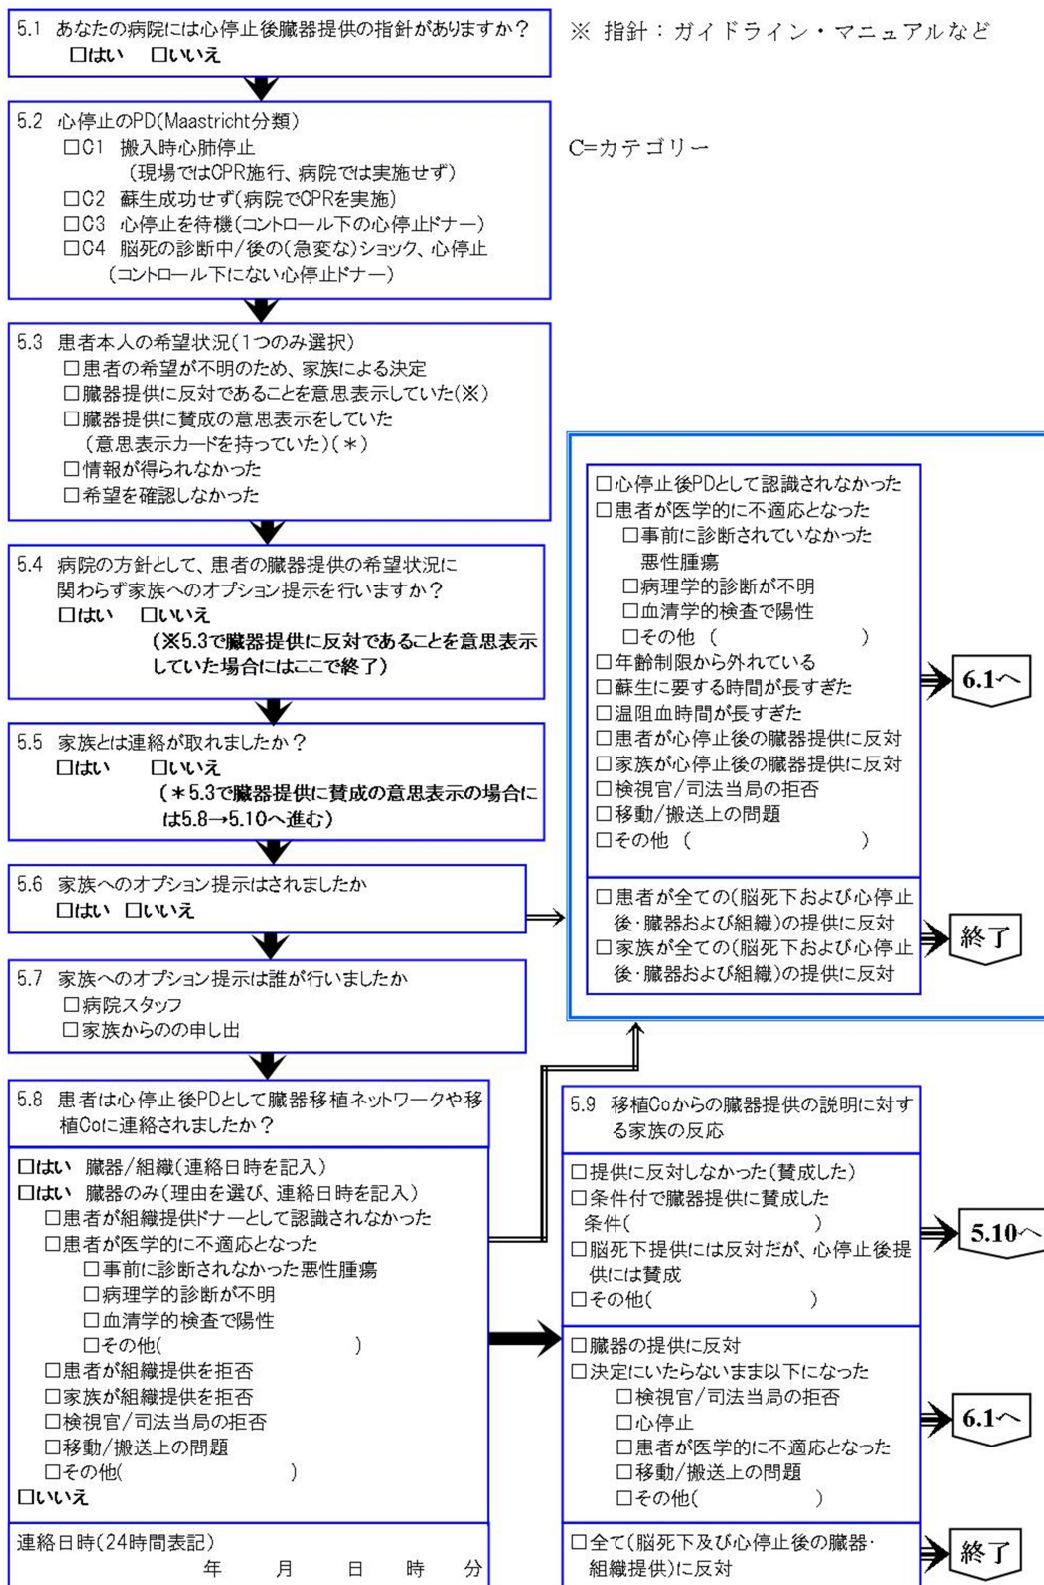 5.1 あなたの病院には心停止後臓器提供の指針がありますか？
□はい □いいえ
※ 指針：ガイドライン・マニュアルなど
5.2 心停止のPD(Maastricht分類)
□C1 搬入時心肺停止
(現場ではCPR施行、病院では実施せず)
□C2 蘇生成功せず(病院でCPRを実施)
□C3 心停止を待機(コントロール下の心停止ドナー)
□C4 脳死の診断中/後の(急変な)ショック、心停止
(コントロール下にない心停止ドナー)
C=カテゴリー
5.3 患者本人の希望状況(1つのみ選択)
□患者の希望が不明のため、家族による決定
□臓器提供に反対であることを意思表示していた(※)
□臓器提供に賛成の意思表示をしていた
(意思表示カードを持っていた)(＊)
□情報が得られなかった
□希望を確認しなかった
5.4 病院の方針として、患者の臓器提供の希望状況に
関わらず家族へのオプション提示を行いますか？
□はい □いいえ
(※5.3で臓器提供に反対であることを意思表示
していた場合にはここで終了)
5.5 家族とは連絡が取れましたか？
□はい □いいえ
(＊5.3で臓器提供に賛成の意思表示の場合に
は5.8→5.10へ進む)
5.6 家族へのオプション提示はされましたか
□はい □いいえ
5.7 家族へのオプション提示は誰が行いましたか
□病院スタッフ
□家族からのの申し出
□心停止後PDとして認識されなかった
□患者が医学的に不適応となった
□事前に診断されていなかった
悪性腫瘍
□病理学的診断が不明
□血清学的検査で陽性
□その他 ( )
□年齢制限から外れている
□蘇生に要する時間が長すぎた
□温阻血時間が長すぎた
□患者が心停止後の臓器提供に反対
□家族が心停止後の臓器提供に反対
□検視官/司法当局の拒否
□移動/搬送上の問題
□その他 ( )
6.1へ
□患者が全ての(脳死下および心停止
後・臓器および組織)の提供に反対
□家族が全ての(脳死下および心停止
後・臓器および組織)の提供に反対
終了
5.8 患者は心停止後PDとして臓器移植ネットワークや移
植Coに連絡されましたか？
□はい 臓器/組織(連絡日時を記入)
□はい 臓器のみ(理由を選び、連絡日時を記入)
□患者が組織提供ドナーとして認識されなかった
□患者が医学的に不適応となった
□事前に診断されなかった悪性腫瘍
□病理学的診断が不明
□血清学的検査で陽性
□その他( )
□患者が組織提供を拒否
□家族が組織提供を拒否
□検視官/司法当局の拒否
□移動/搬送上の問題
□その他( )
□いいえ
連絡日時(24時間表記)
年 月 日 時 分
5.9 移植Coからの臓器提供の説明に対す
る家族の反応
□提供に反対しなかった(賛成した)
□条件付で臓器提供に賛成した
条件( )
□脳死下提供には反対だが、心停止後提
供には賛成
□その他( )
5.10へ
□臓器の提供に反対
□決定にいたらないまま以下になった
□検視官/司法当局の拒否
□心停止
□患者が医学的に不適応となった
□移動/搬送上の問題
□その他( )
6.1へ
□全て(脳死下及び心停止後の臓器・
組織提供)に反対
終了